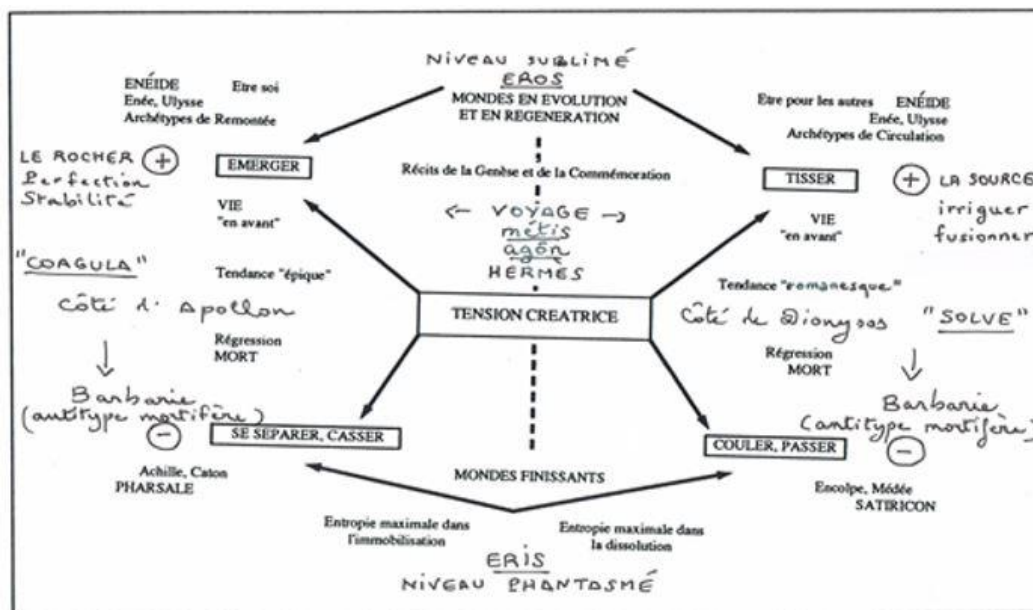 NIVEAU SUBLIMÉ
EROS
MONDES EN EVOLUTION
ET EN REGENERATION
ENÉIDE Etre soi
Enée, Ulysse
Archétypes de Remontée
Etre pour les autres ENÉIDE
Enée, Ulysse
Archétypes de Circulation
LE ROCHER +
Perfection
Stabilité
EMERGER
Récits de la Genèse et de la Commémoration
TISSER
+ LA SOURCE
irriguer
fusionner
VIE
"en avant"
<- VOYAGE ->
métis
agôn
HERMES
VIE
"en avant"
"COAGULA"
Tendance "épique"
Côté d'Apollon
TENSION CREATRICE
Tendance "romanesque"
Côté de Dionysos "SOLVE"
Régression
MORT
Régression
MORT
Barbarie
(antitype mortifère)
Barbarie
(antitype mortifère)
- SE SEPARER, CASSER
COULER, PASSER -
Achille, Caton
PHARSALE
MONDES FINISSANTS
Encolpe, Médée
SATIRICON
Entropie maximale dans
l'immobilisation
Entropie maximale dans
la dissolution
ERIS
NIVEAU PHANTASMÉ